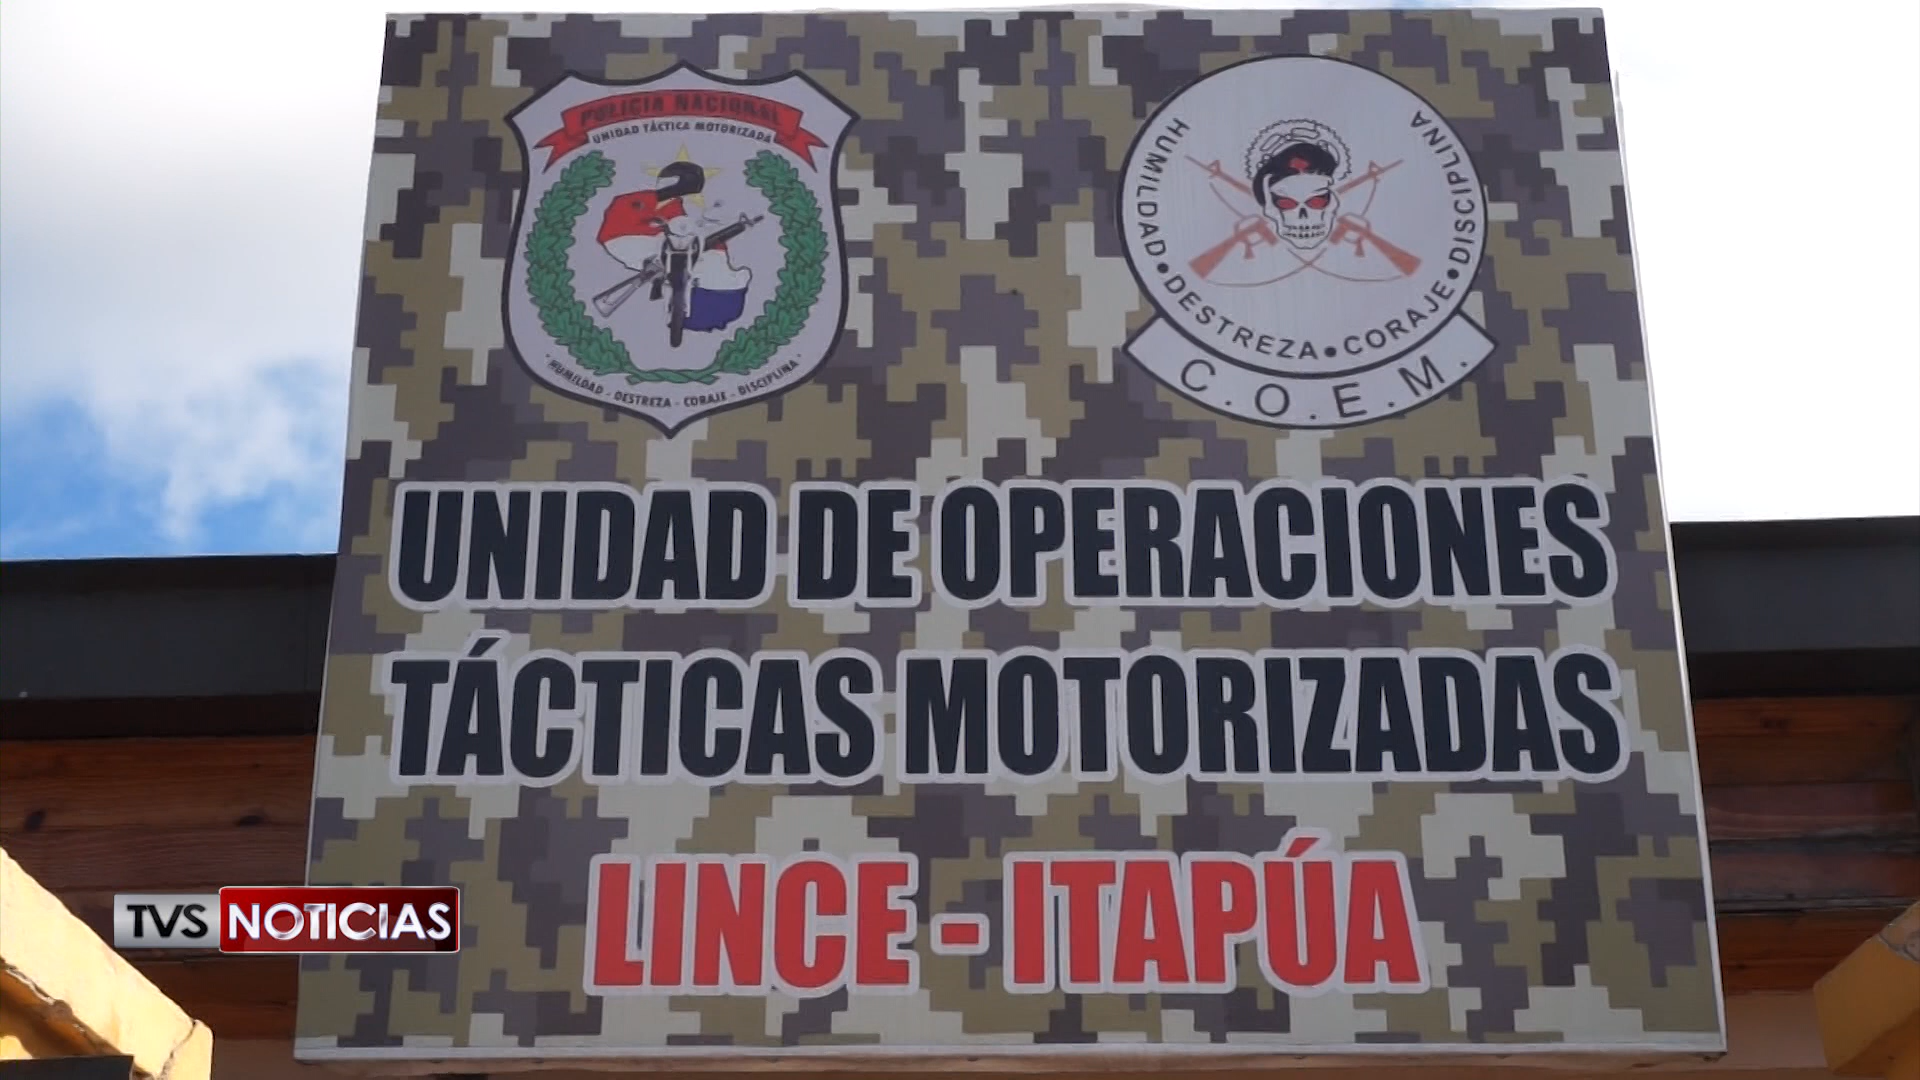 POLICIA NACIONAL
UNIDAD TÁCTICA MOTORIZADA
· HUMILDAD - DESTREZA - CORAJE - DISCIPLINA ·
HUMILDAD • DESTREZA • CORAJE • DISCIPLINA
C.O.E.M.
UNIDAD DE OPERACIONES
TÁCTICAS MOTORIZADAS
LINCE - ITAPÚA
TVS NOTICIAS